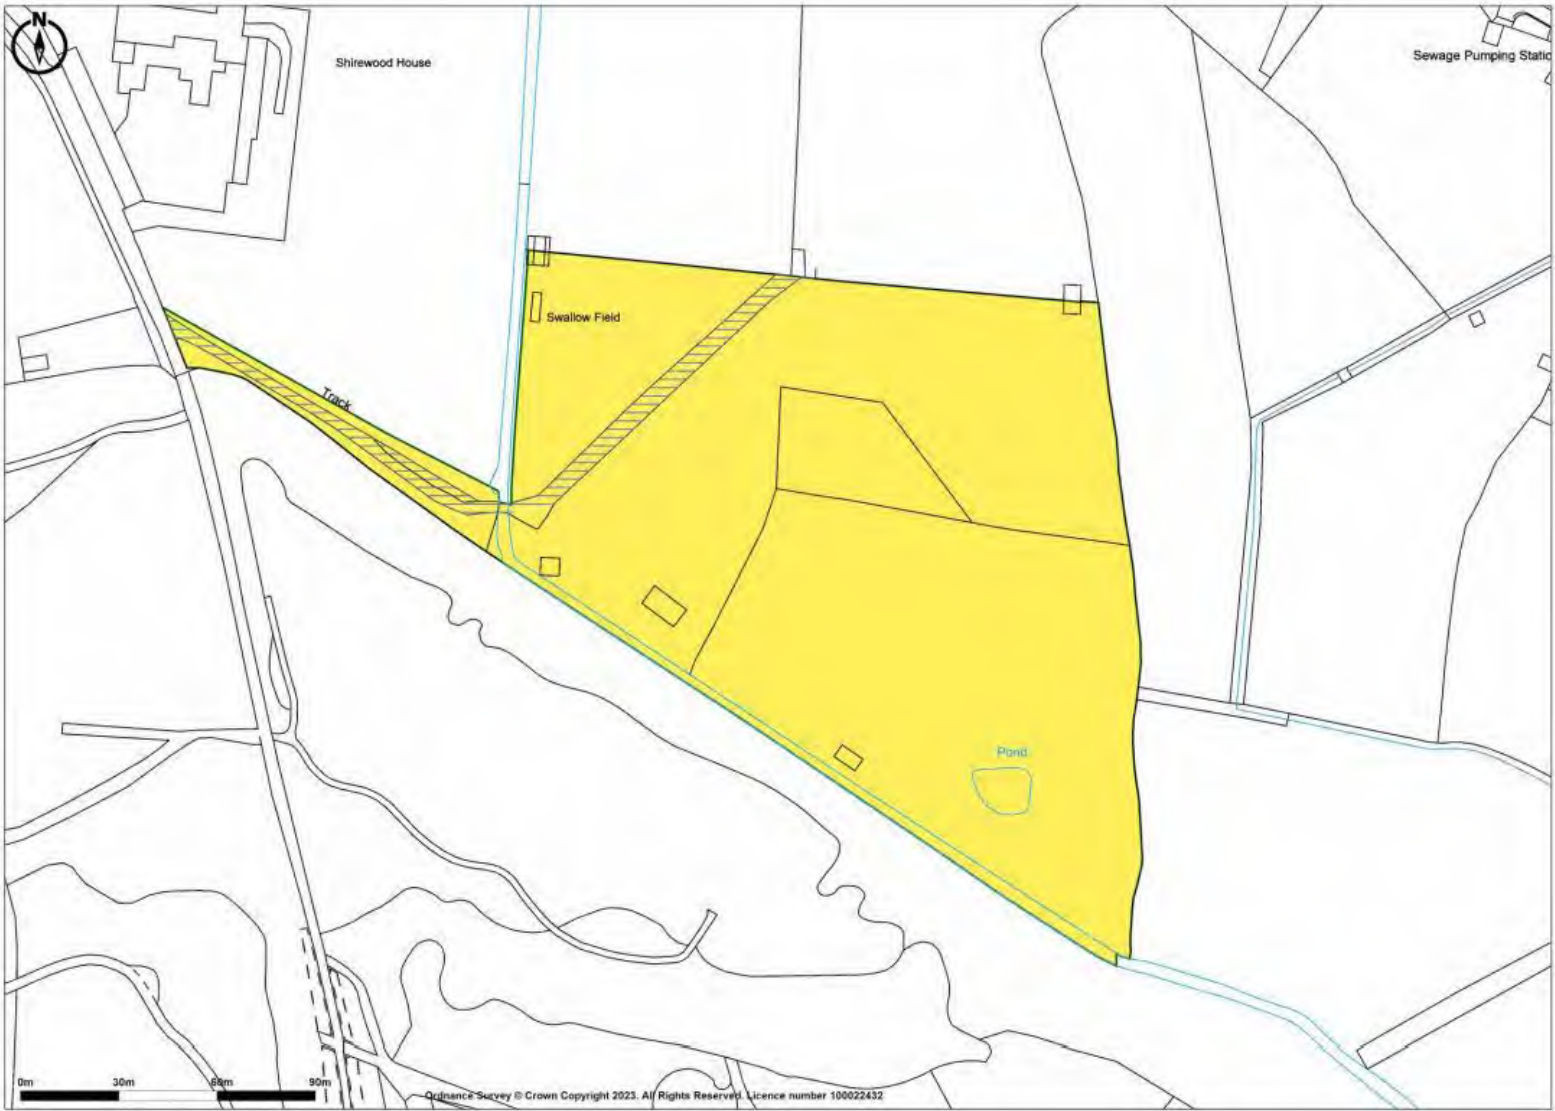 N
Shirewood House
Sewage Pumping Static
Swallow Field
Track
Pond
0m 30m 60m 90m
Ordnance Survey © Crown Copyright 2023. All Rights Reserved. Licence number 100022432